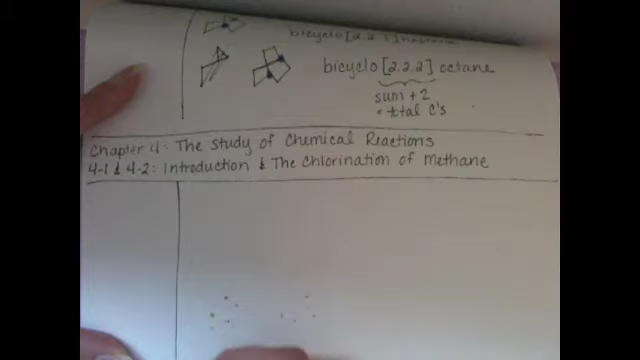 bicyclo
bicyclo [2.2.2] octane
sum + 2
= total C's
Chapter 4: The Study of Chemical Reactions
4-1 & 4-2: Introduction & The Chlorination of Methane